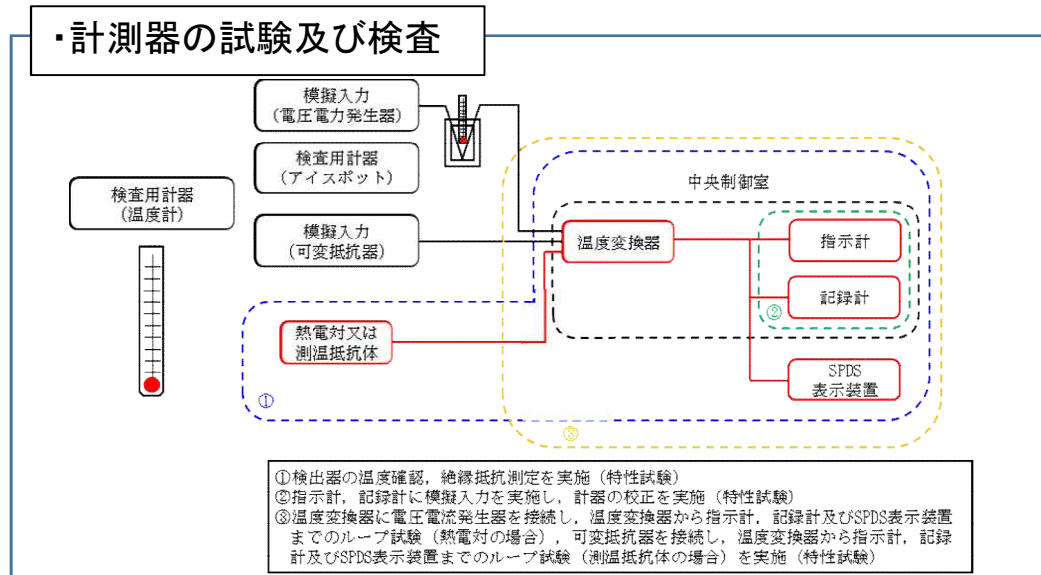 ・計測器の試験及び検査
模擬入力
（電圧電力発生器）
検査用計器
（アイスポット）
検査用計器
（温度計）
模擬入力
（可変抵抗器）
中央制御室
温度変換器
指示計
記録計
②
熱電対又は
測温抵抗体
SPDS
表示装置
①
③
①検出器の温度確認，絶縁抵抗測定を実施（特性試験）
②指示計，記録計に模擬入力を実施し，計器の校正を実施（特性試験）
③温度変換器に電圧電流発生器を接続し，温度変換器から指示計，記録計及びSPDS表示装置
までのループ試験（熱電対の場合），可変抵抗器を接続し，温度変換器から指示計，記録
計及びSPDS表示装置までのループ試験（測温抵抗体の場合）を実施（特性試験）